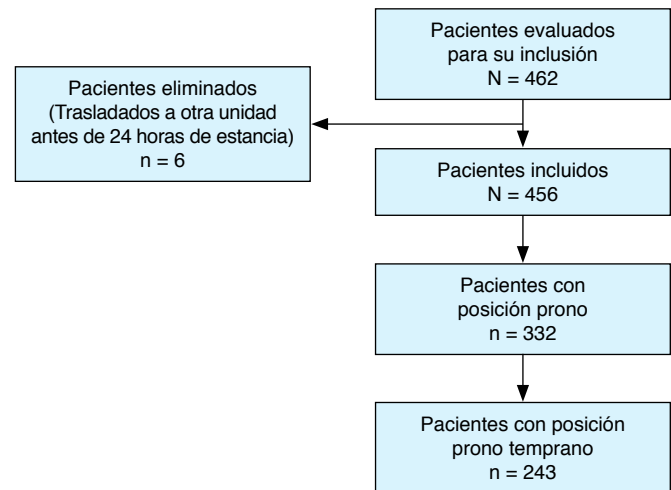 Pacientes evaluados
para su inclusión
N = 462
Pacientes eliminados
(Trasladados a otra unidad
antes de 24 horas de estancia)
n = 6
Pacientes incluidos
N = 456
Pacientes con
posición prono
n = 332
Pacientes con posición
prono temprano
n = 243